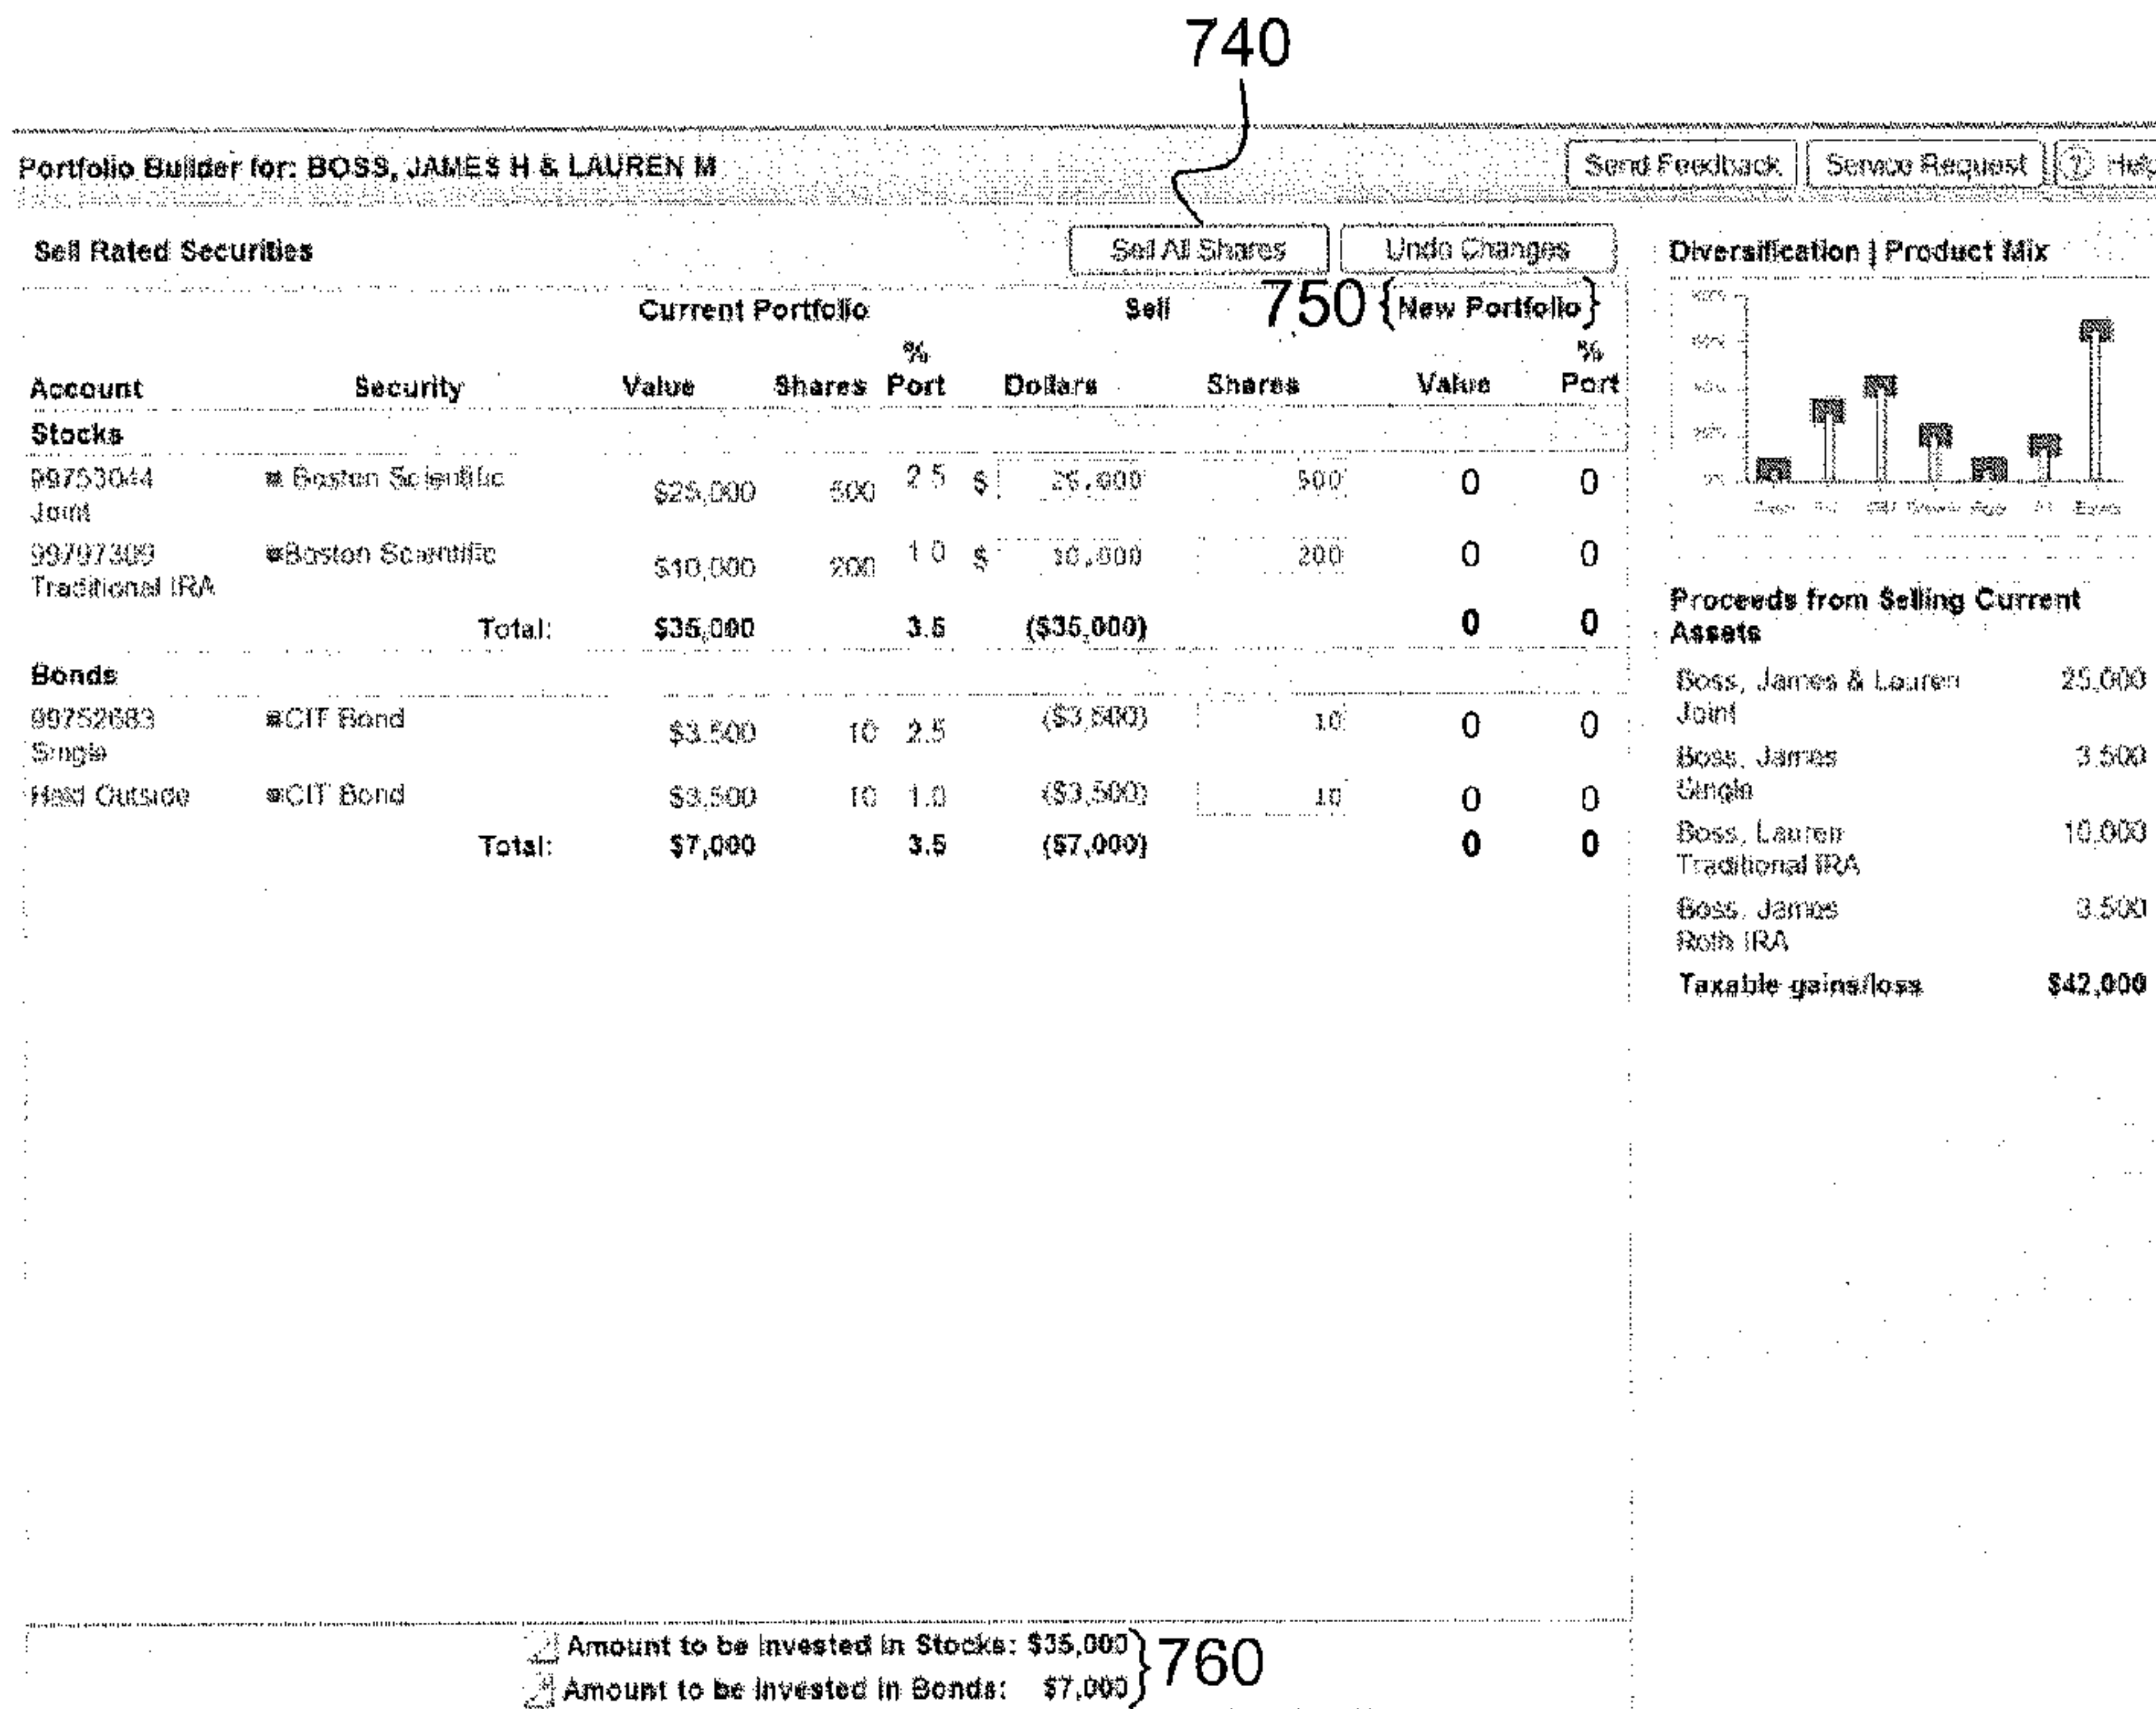 740
Portfolio Builder for: BOSS, JAMES H & LAUREN M Send Feedback Service Request ? Help
Sell Rated Securities Sell All Shares Undo Changes Diversification | Product Mix
Current Portfolio Sell 750 {New Portfolio}
% %
Account Security Value Shares Port Dollars Shares Value Port
Stocks
99753044 Boston Scientific $25,000 500 2.5 $ 25,000 500 0 0
Joint
99797309 Boston Scientific $10,000 200 1.0 $ 10,000 200 0 0
Traditional IRA
Total: $35,000 3.5 ($35,000) 0 0
Bonds
99752683 CIT Bond $3,500 10 2.5 ($3,500) 10 0 0
Single
Held Outside CIT Bond $3,500 10 1.0 ($3,500) 10 0 0
Total: $7,000 3.5 ($7,000) 0 0
Proceeds from Selling Current
Assets
Boss, James & Lauren 25,000
Joint
Boss, James 3,500
Single
Boss, Lauren 10,000
Traditional IRA
Boss, James 3,500
Roth IRA
Taxable gains/loss $42,000
Amount to be Invested in Stocks: $35,000 } 760
Amount to be Invested in Bonds: $7,000